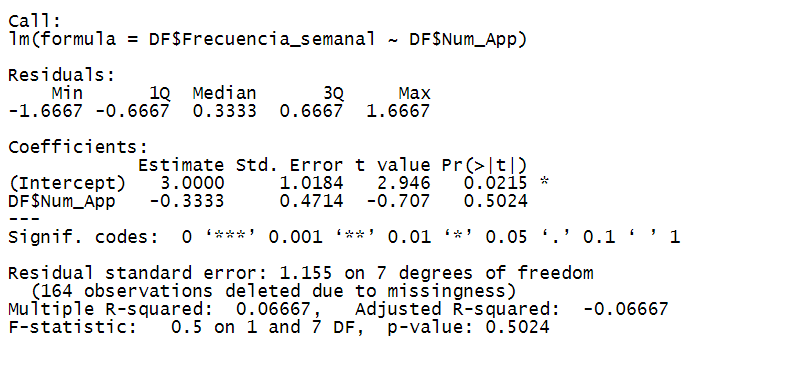 Call:
lm(formula = DF$Frecuencia_semanal ~ DF$Num_App)
Residuals:
    Min      1Q  Median      3Q     Max
-1.6667 -0.6667  0.3333  0.6667  1.6667
Coefficients:
            Estimate Std. Error t value Pr(>|t|)
(Intercept)   3.0000     1.0184   2.946   0.0215 *
DF$Num_App   -0.3333     0.4714  -0.707   0.5024
---
Signif. codes:  0 ‘***’ 0.001 ‘**’ 0.01 ‘*’ 0.05 ‘.’ 0.1 ‘ ’ 1
Residual standard error: 1.155 on 7 degrees of freedom
  (164 observations deleted due to missingness)
Multiple R-squared:  0.06667,   Adjusted R-squared:  -0.06667
F-statistic:   0.5 on 1 and 7 DF,  p-value: 0.5024